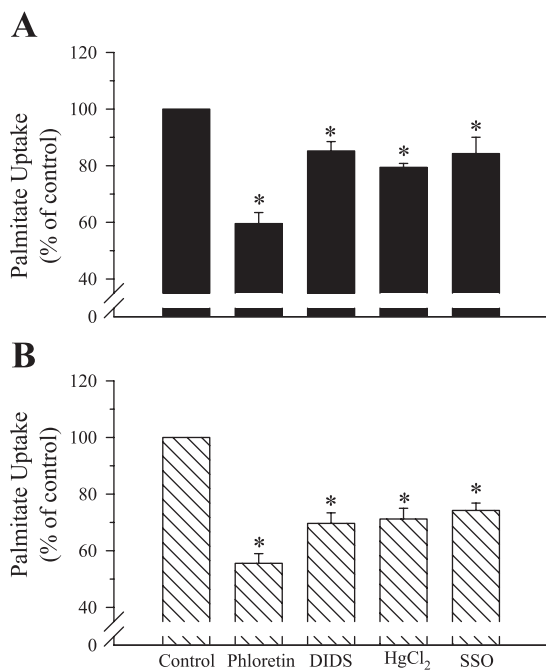 A
120
100
80
60
40
0
Palmitate Uptake
(% of control)
*
*
*
*
B
120
100
80
60
40
0
Palmitate Uptake
(% of control)
*
*
*
*
Control Phloretin DIDS HgCl₂ SSO